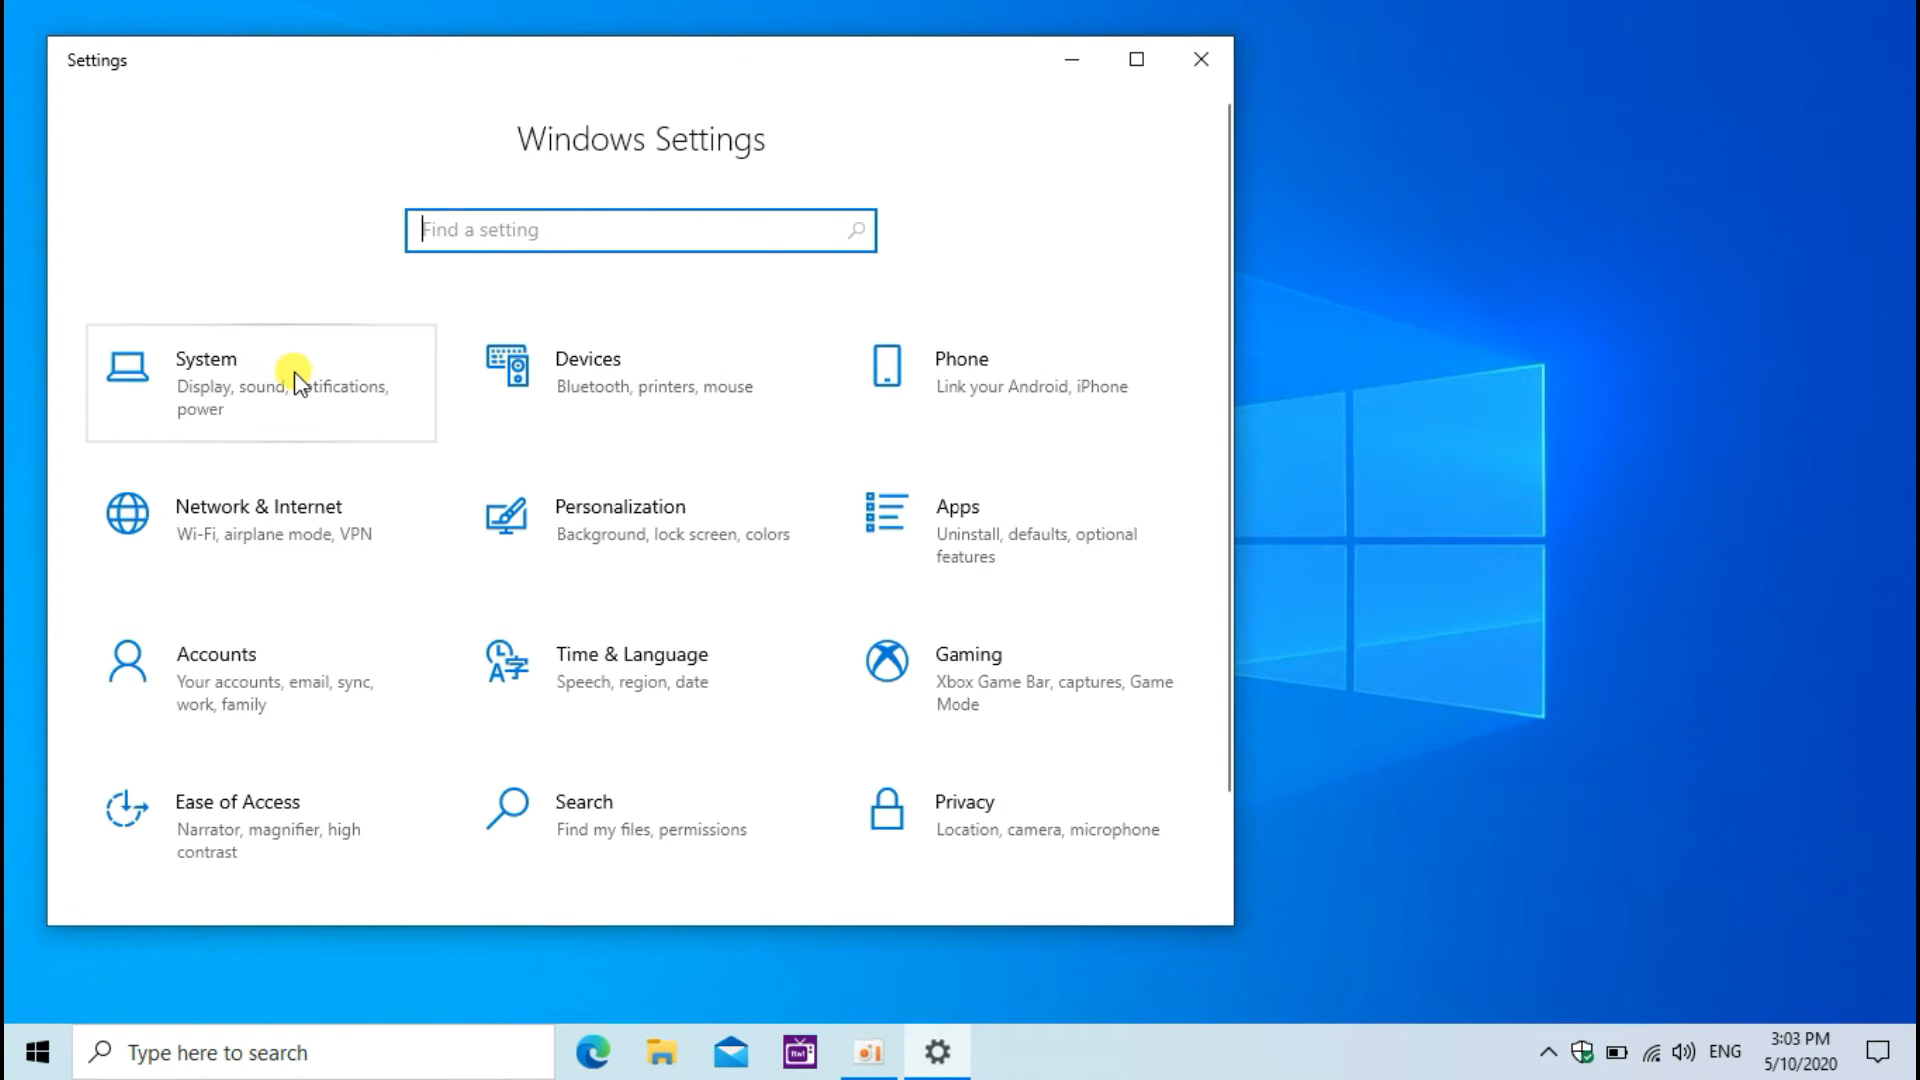 Settings
Windows Settings
Find a setting
System
Display, sound, notifications,
power
Devices
Bluetooth, printers, mouse
Phone
Link your Android, iPhone
Network & Internet
Wi-Fi, airplane mode, VPN
Personalization
Background, lock screen, colors
Apps
Uninstall, defaults, optional
features
Accounts
Your accounts, email, sync,
work, family
Time & Language
Speech, region, date
Gaming
Xbox Game Bar, captures, Game
Mode
Ease of Access
Narrator, magnifier, high
contrast
Search
Find my files, permissions
Privacy
Location, camera, microphone
Type here to search
ENG
3:03 PM
5/10/2020